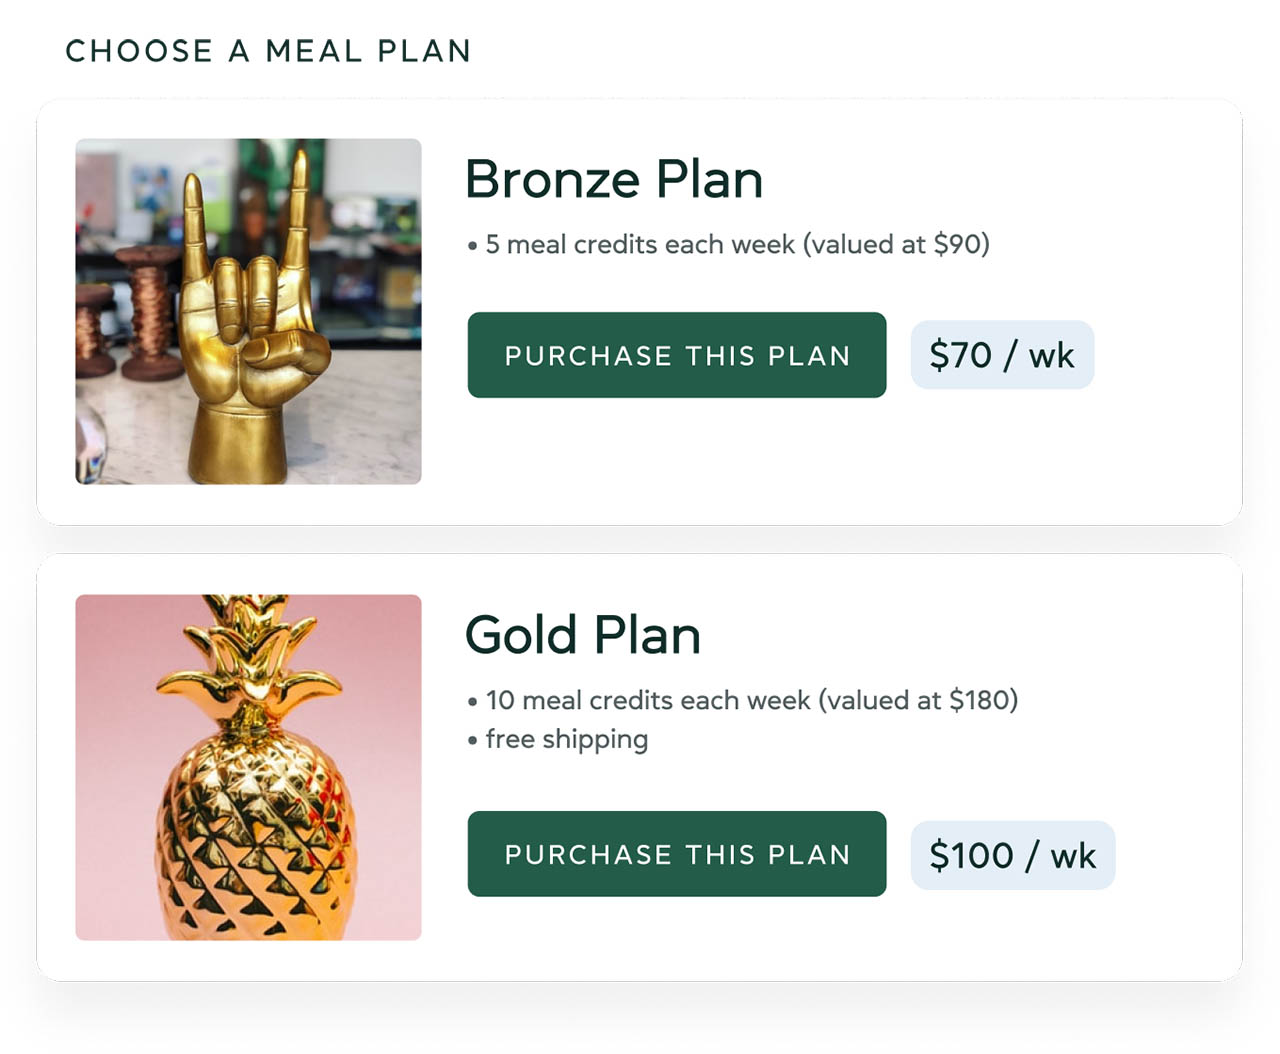 CHOOSE A MEAL PLAN
Bronze Plan
• 5 meal credits each week (valued at $90)
PURCHASE THIS PLAN
$70 / wk
Gold Plan
• 10 meal credits each week (valued at $180)
• free shipping
PURCHASE THIS PLAN
$100 / wk